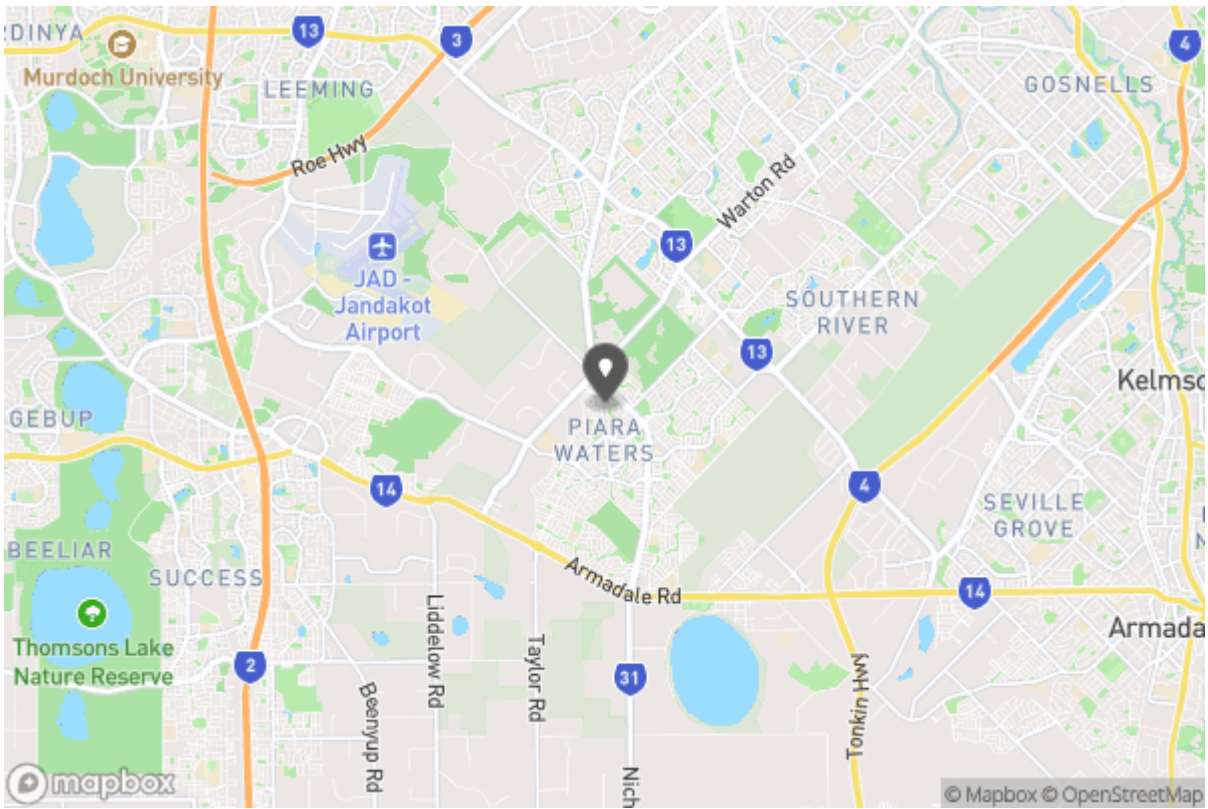 RDINYA
13
3
4
Murdoch University
LEEMING
GOSNELLS
Roe Hwy
Warton Rd
13
JAD -
Jandakot
Airport
SOUTHERN
RIVER
13
Kelmsc
GEBUP
PIARA
WATERS
14
4
SEVILLE
GROVE
BEELIAR
SUCCESS
Armadale Rd
14
Thomsons Lake
Nature Reserve
Liddelow Rd
Taylor Rd
Armada
2
31
Beenyup Rd
Tonkin Hwy
Nich
mapbox
© Mapbox © OpenStreetMap